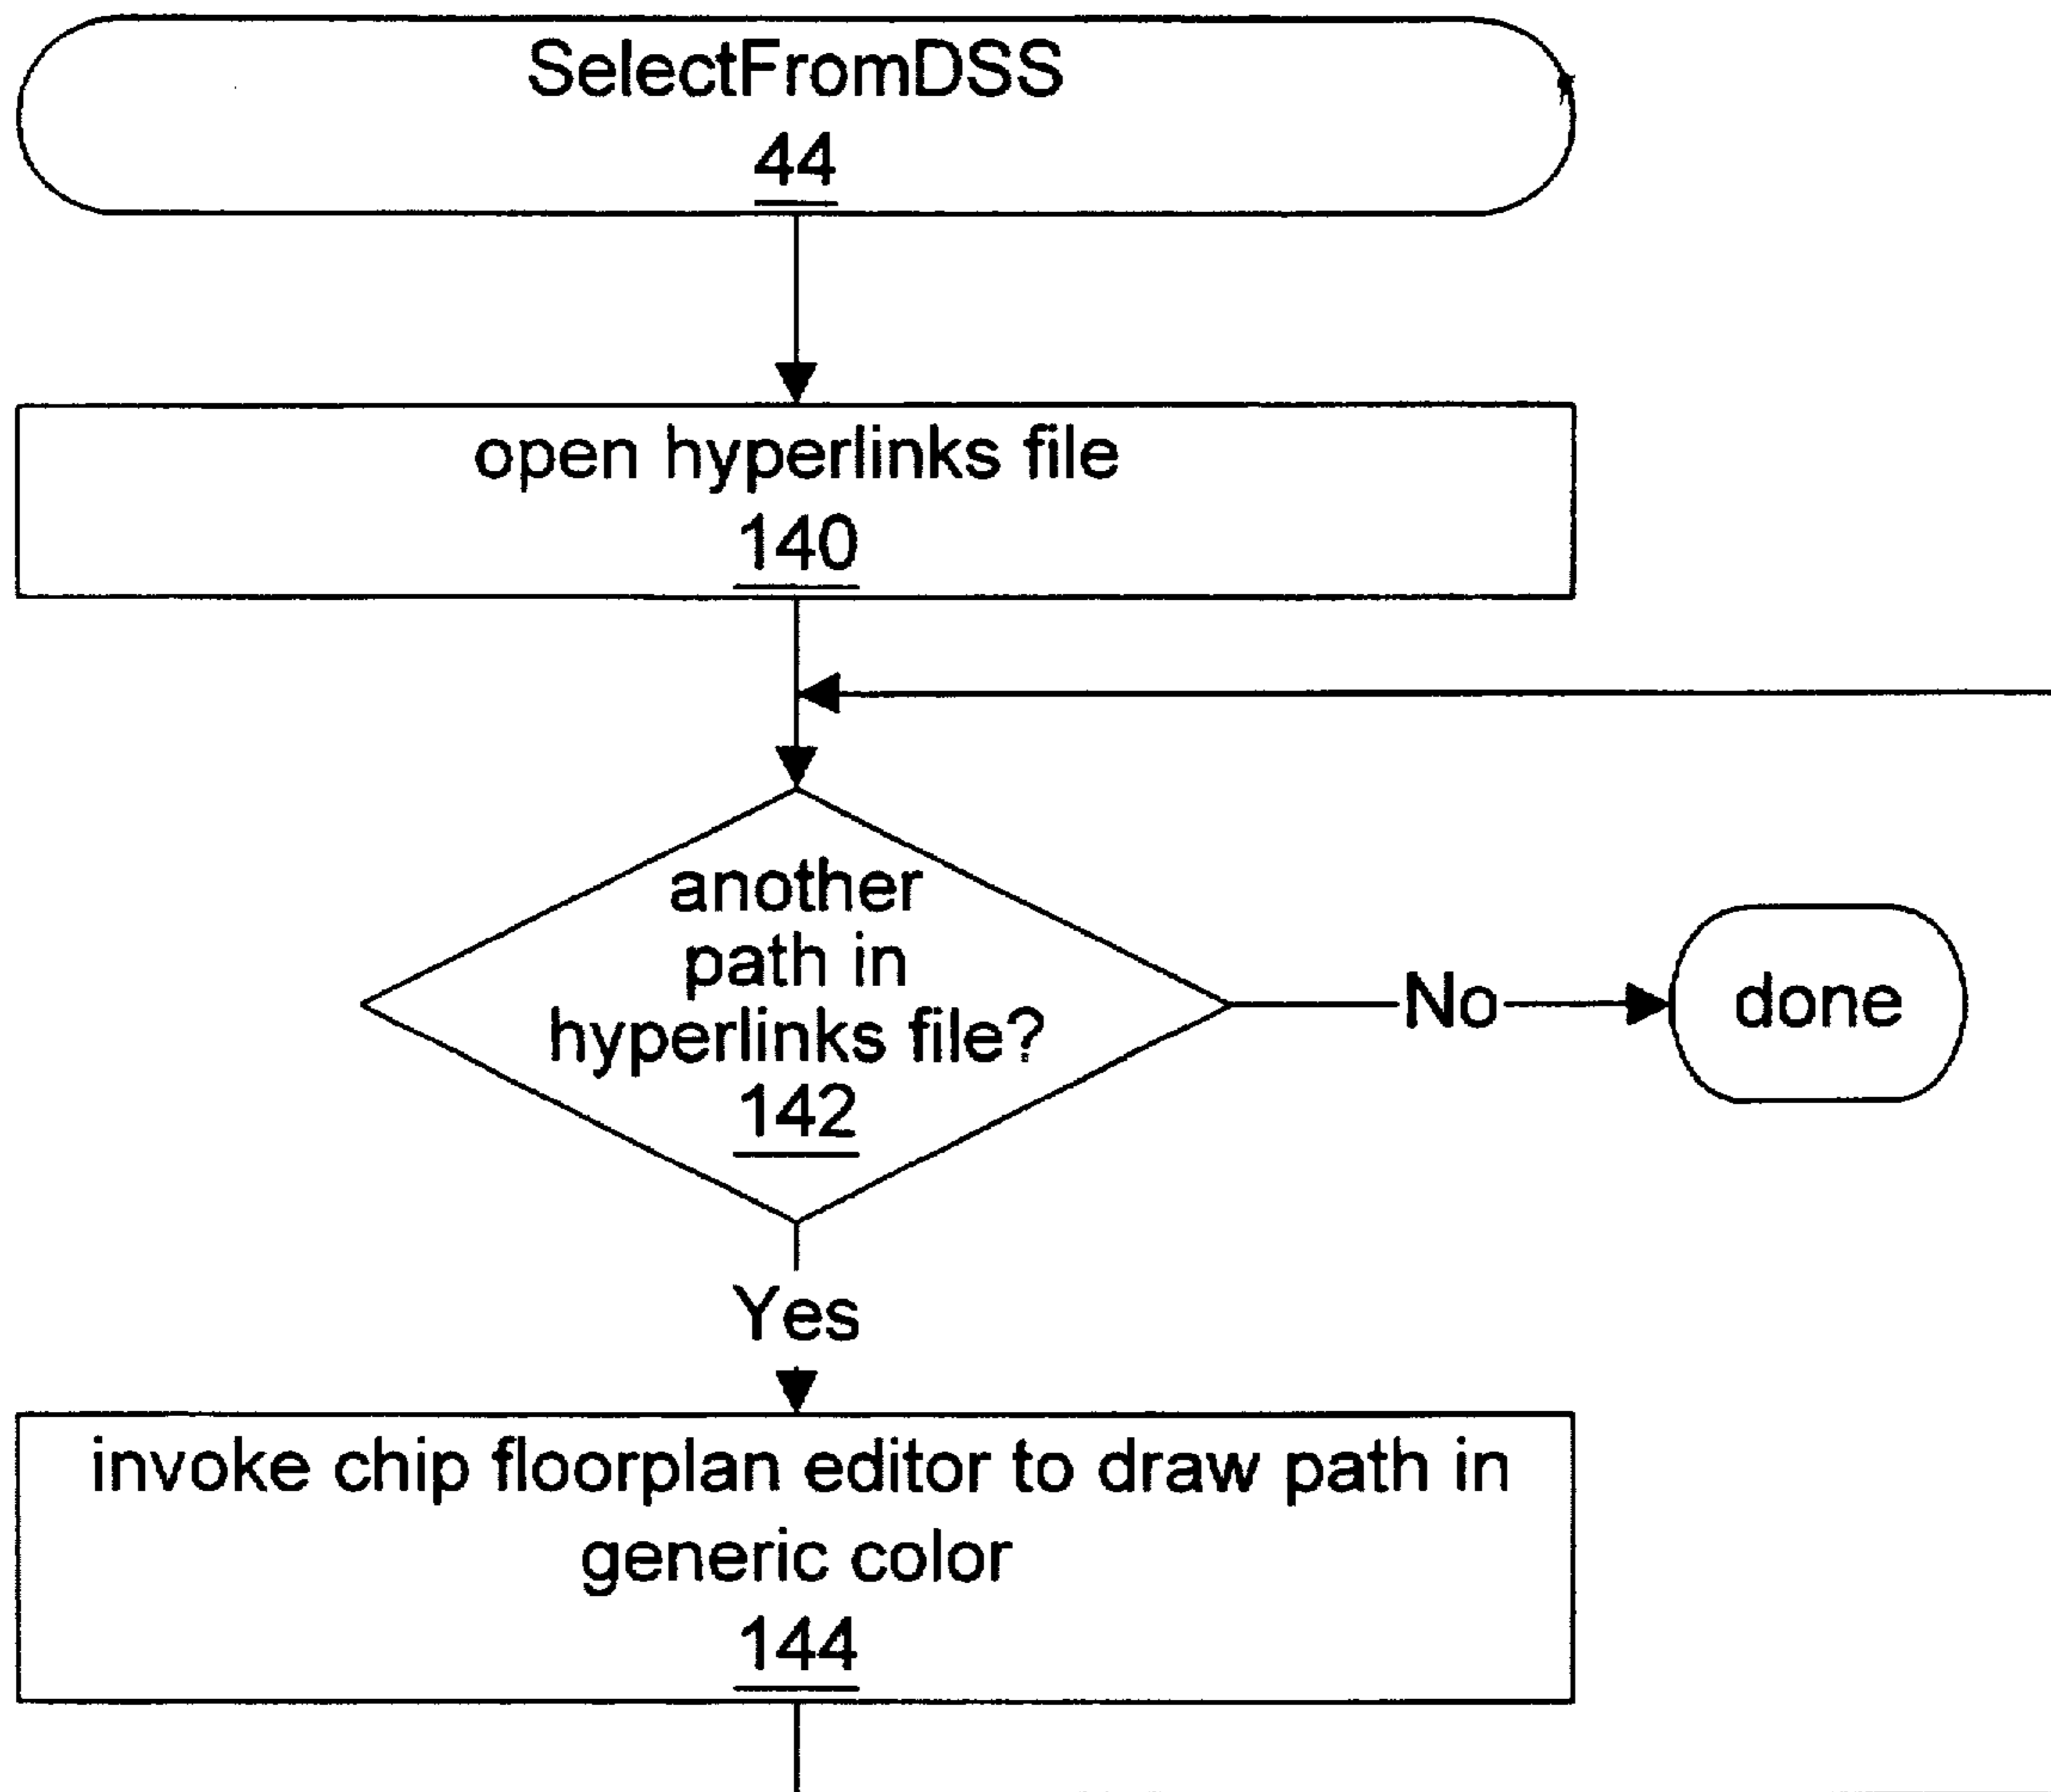 SelectFromDSS
44
open hyperlinks file
140
another
path in
hyperlinks file?
142
No
done
Yes
invoke chip floorplan editor to draw path in
generic color
144